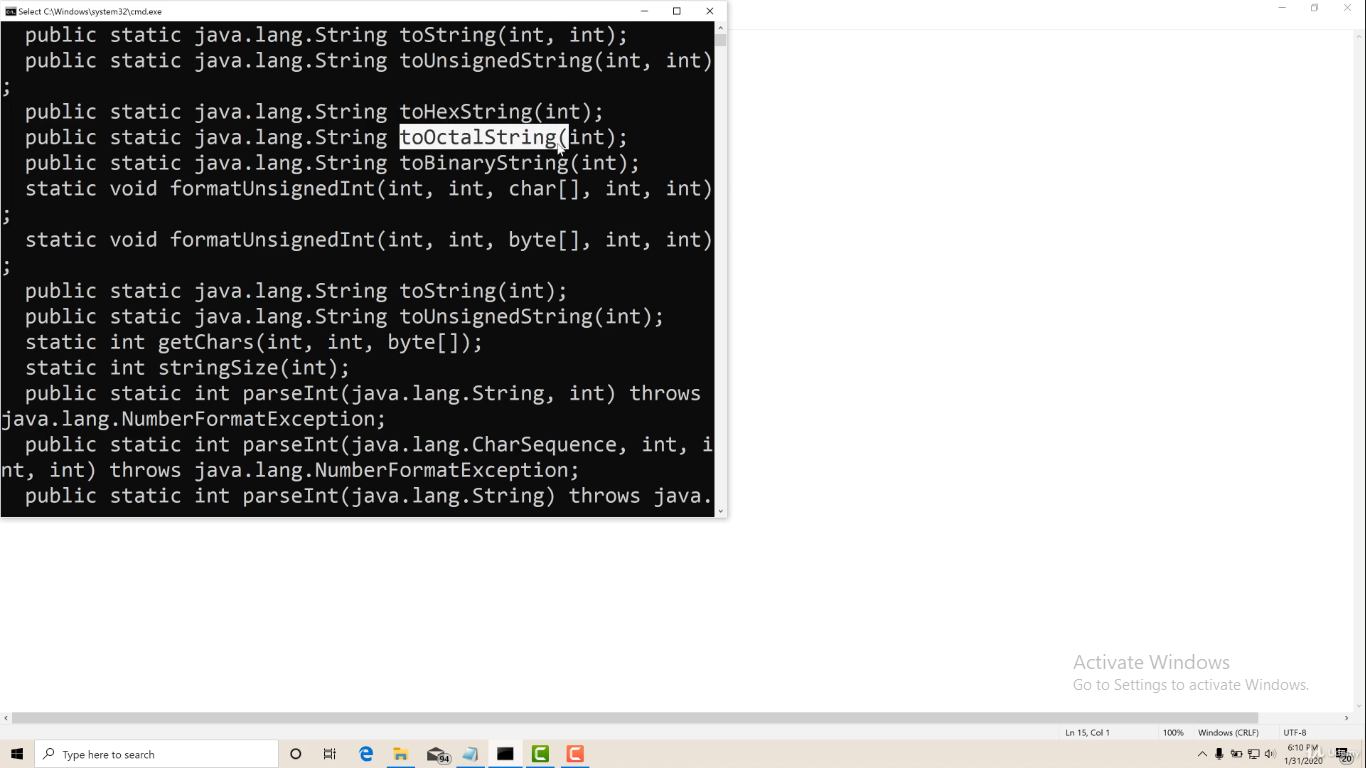 Select C:\Windows\system32\cmd.exe
public static java.lang.String toString(int, int);
public static java.lang.String toUnsignedString(int, int)
;
public static java.lang.String toHexString(int);
public static java.lang.String toOctalString(int);
public static java.lang.String toBinaryString(int);
static void formatUnsignedInt(int, int, char[], int, int)
;
static void formatUnsignedInt(int, int, byte[], int, int)
;
public static java.lang.String toString(int);
public static java.lang.String toUnsignedString(int);
static int getChars(int, int, byte[]);
static int stringSize(int);
public static int parseInt(java.lang.String, int) throws
java.lang.NumberFormatException;
public static int parseInt(java.lang.CharSequence, int, i
nt, int) throws java.lang.NumberFormatException;
public static int parseInt(java.lang.String) throws java.
Activate Windows
Go to Settings to activate Windows.
Ln 15, Col 1
100%
Windows (CRLF)
UTF-8
Type here to search
94
6:10 PM
1/31/2020
20